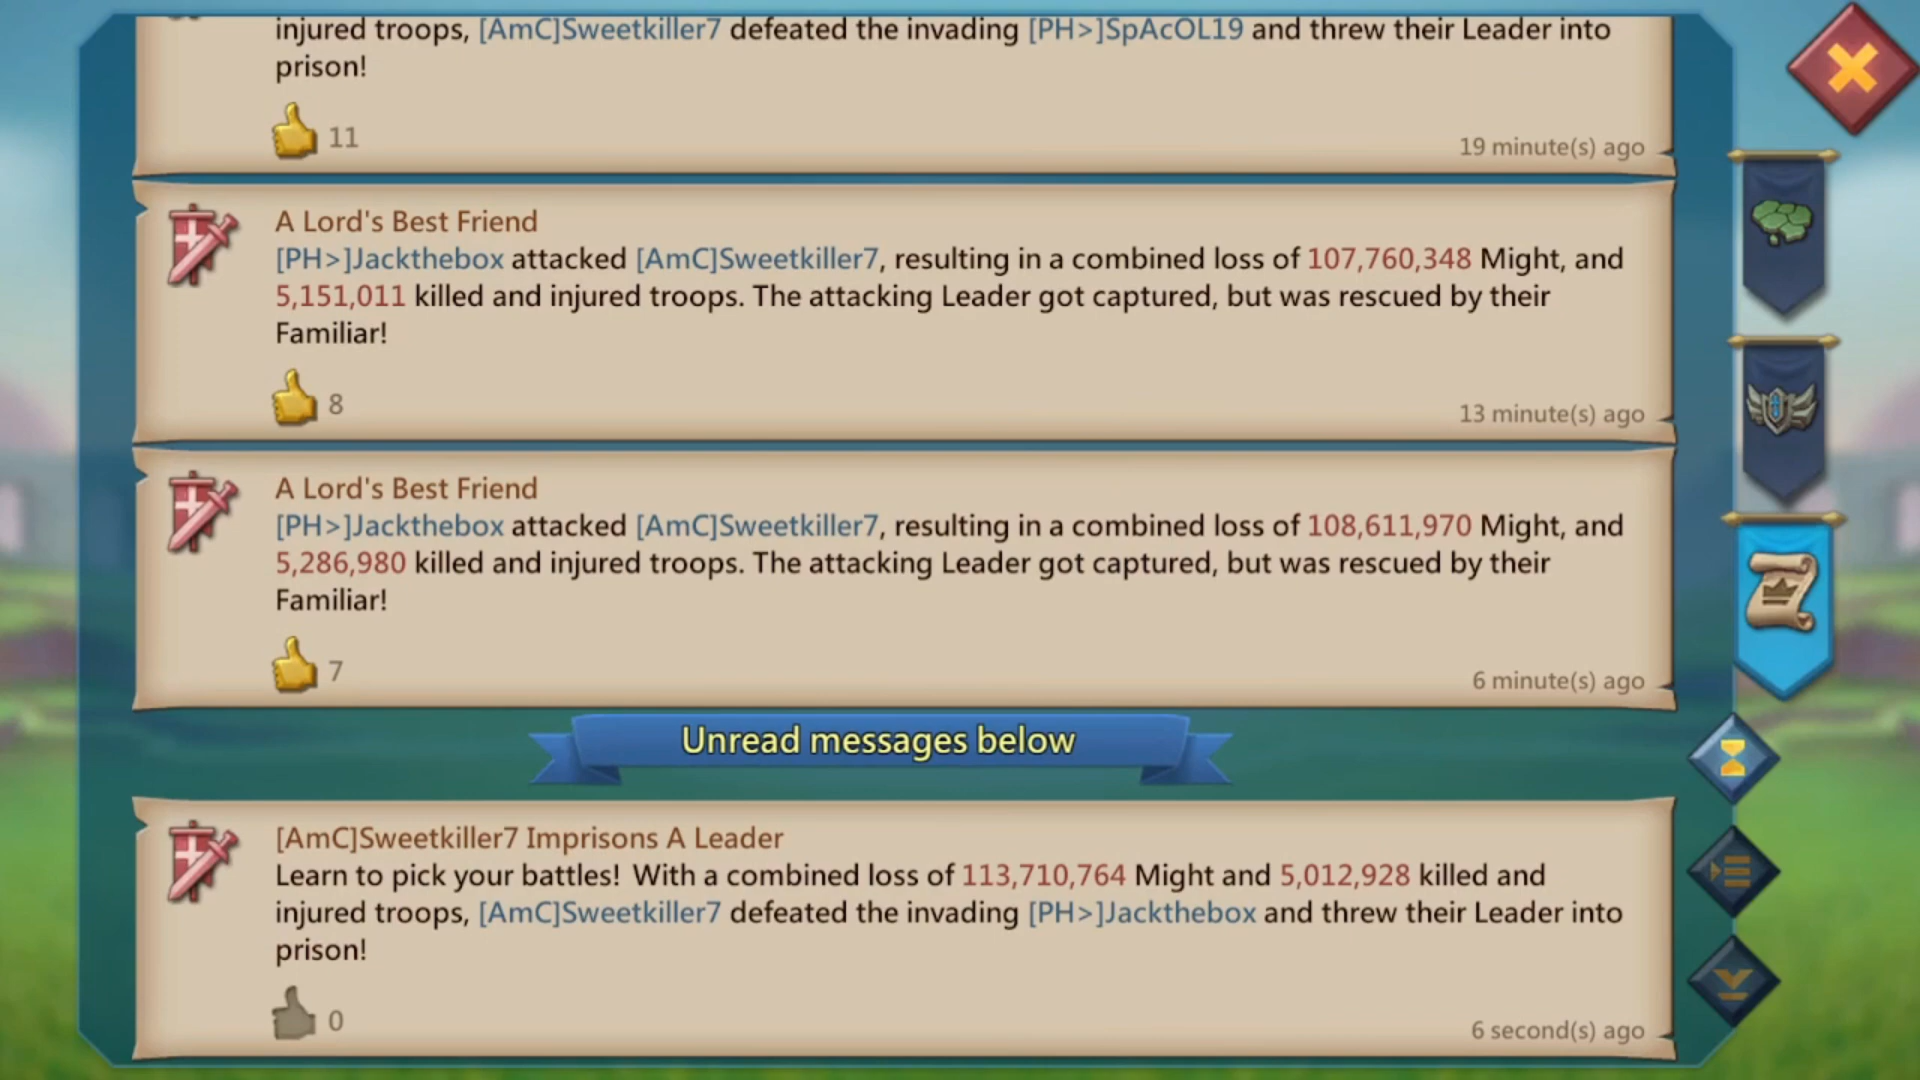 injured troops, [AmC]Sweetkiller7 defeated the invading [PH>]SpAcOL19 and threw their Leader into
prison!
11
19 minute(s) ago
A Lord's Best Friend
[PH>]Jackthebox attacked [AmC]Sweetkiller7, resulting in a combined loss of 107,760,348 Might, and
5,151,011 killed and injured troops. The attacking Leader got captured, but was rescued by their
Familiar!
8
13 minute(s) ago
A Lord's Best Friend
[PH>]Jackthebox attacked [AmC]Sweetkiller7, resulting in a combined loss of 108,611,970 Might, and
5,286,980 killed and injured troops. The attacking Leader got captured, but was rescued by their
Familiar!
7
6 minute(s) ago
Unread messages below
[AmC]Sweetkiller7 Imprisons A Leader
Learn to pick your battles! With a combined loss of 113,710,764 Might and 5,012,928 killed and
injured troops, [AmC]Sweetkiller7 defeated the invading [PH>]Jackthebox and threw their Leader into
prison!
0
6 second(s) ago